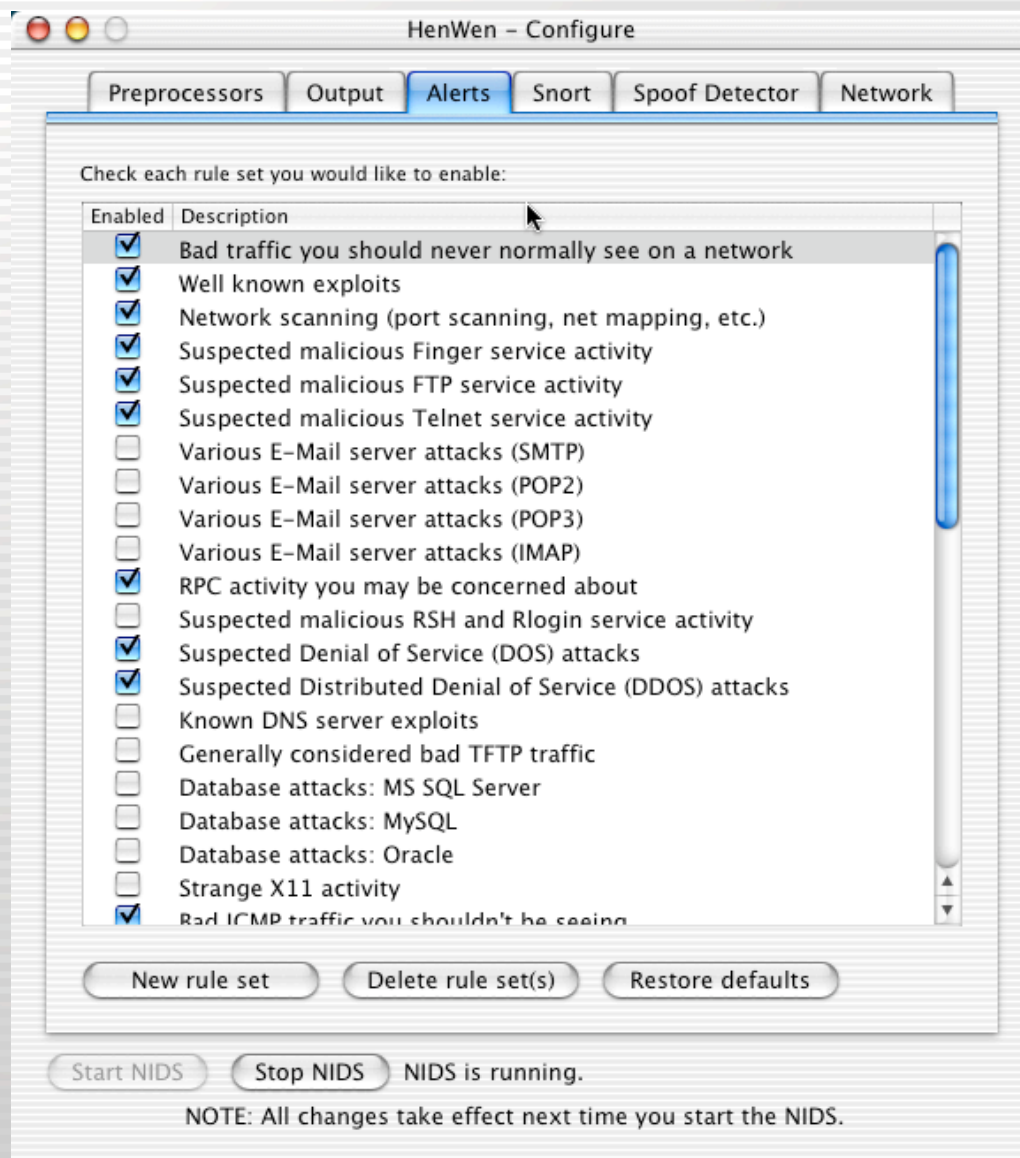 HenWen – Configure
Preprocessors Output Alerts Snort Spoof Detector Network
Check each rule set you would like to enable:
Enabled Description
Bad traffic you should never normally see on a network
Well known exploits
Network scanning (port scanning, net mapping, etc.)
Suspected malicious Finger service activity
Suspected malicious FTP service activity
Suspected malicious Telnet service activity
Various E-Mail server attacks (SMTP)
Various E-Mail server attacks (POP2)
Various E-Mail server attacks (POP3)
Various E-Mail server attacks (IMAP)
RPC activity you may be concerned about
Suspected malicious RSH and Rlogin service activity
Suspected Denial of Service (DOS) attacks
Suspected Distributed Denial of Service (DDOS) attacks
Known DNS server exploits
Generally considered bad TFTP traffic
Database attacks: MS SQL Server
Database attacks: MySQL
Database attacks: Oracle
Strange X11 activity
Bad ICMP traffic you shouldn't be seeing
New rule set Delete rule set(s) Restore defaults
Start NIDS Stop NIDS NIDS is running.
NOTE: All changes take effect next time you start the NIDS.